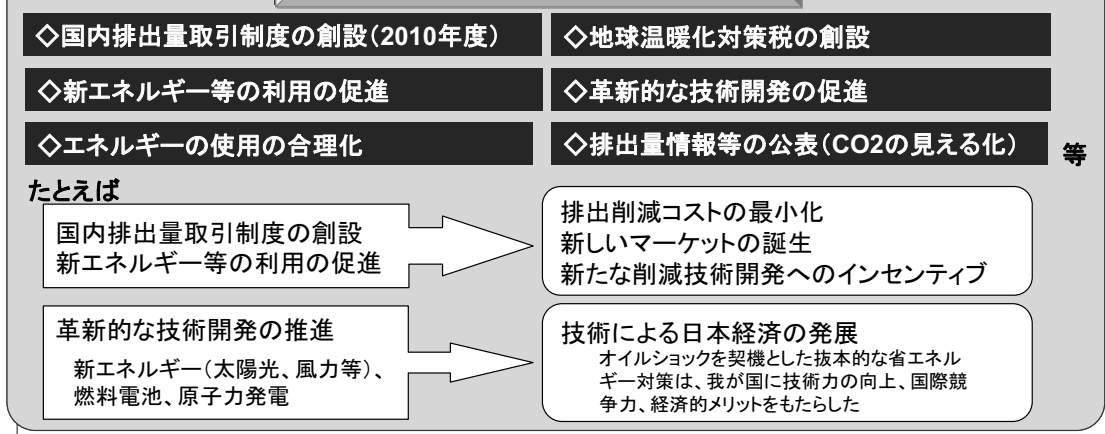 ◇国内排出量取引制度の創設(2010年度)
◇地球温暖化対策税の創設
◇新エネルギー等の利用の促進
◇革新的な技術開発の促進
◇エネルギーの使用の合理化
◇排出量情報等の公表(CO2の見える化)
等
たとえば
国内排出量取引制度の創設
新エネルギー等の利用の促進
排出削減コストの最小化
新しいマーケットの誕生
新たな削減技術開発へのインセンティブ
革新的な技術開発の推進
新エネルギー(太陽光、風力等)、
燃料電池、原子力発電
技術による日本経済の発展
オイルショックを契機とした抜本的な省エネル
ギー対策は、我が国に技術力の向上、国際競
争力、経済的メリットをもたらした